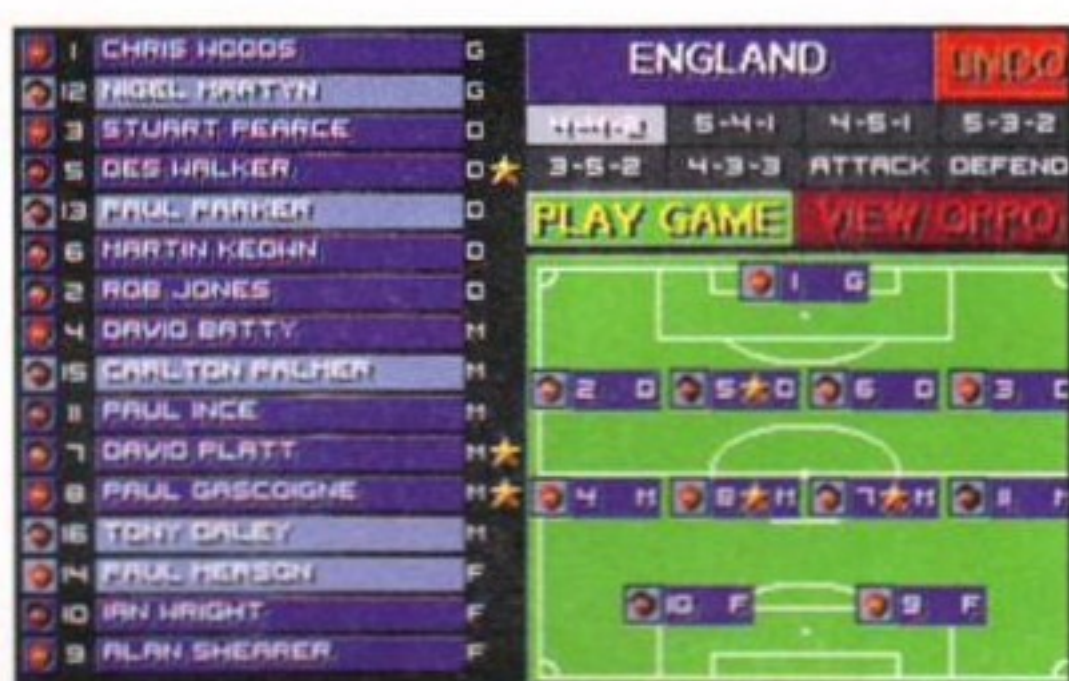 1 CHRIS WOODS G
12 NIGEL MARTYN G
3 STUART PEARCE D
5 DES WALKER D
13 PAUL PARKER D
6 MARTIN KEOWN D
2 ROB JONES D
4 DAVID BATTY M
15 CARLTON PALMER M
11 PAUL INCE M
7 DAVID PLATT M
8 PAUL GASCOIGNE M
16 TONY DALEY M
14 PAUL MERSON F
10 IAN WRIGHT F
9 ALAN SHEARER F
ENGLAND UNDO
4-4-2 5-4-1 4-5-1 5-3-2
3-5-2 4-3-3 ATTACK DEFEND
PLAY GAME VIEW OPPO
1 G
2 D 5 D 6 D 3 D
4 M 8 M 7 M 11 M
10 F 9 F